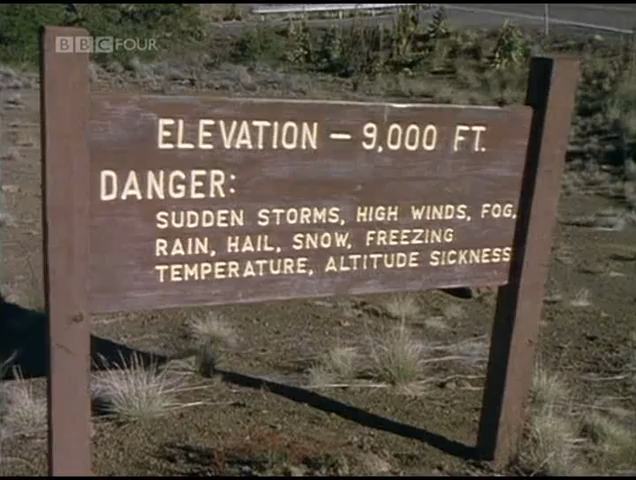 BBC FOUR
ELEVATION – 9,000 FT.
DANGER:
SUDDEN STORMS, HIGH WINDS, FOG,
RAIN, HAIL, SNOW, FREEZING
TEMPERATURE, ALTITUDE SICKNESS